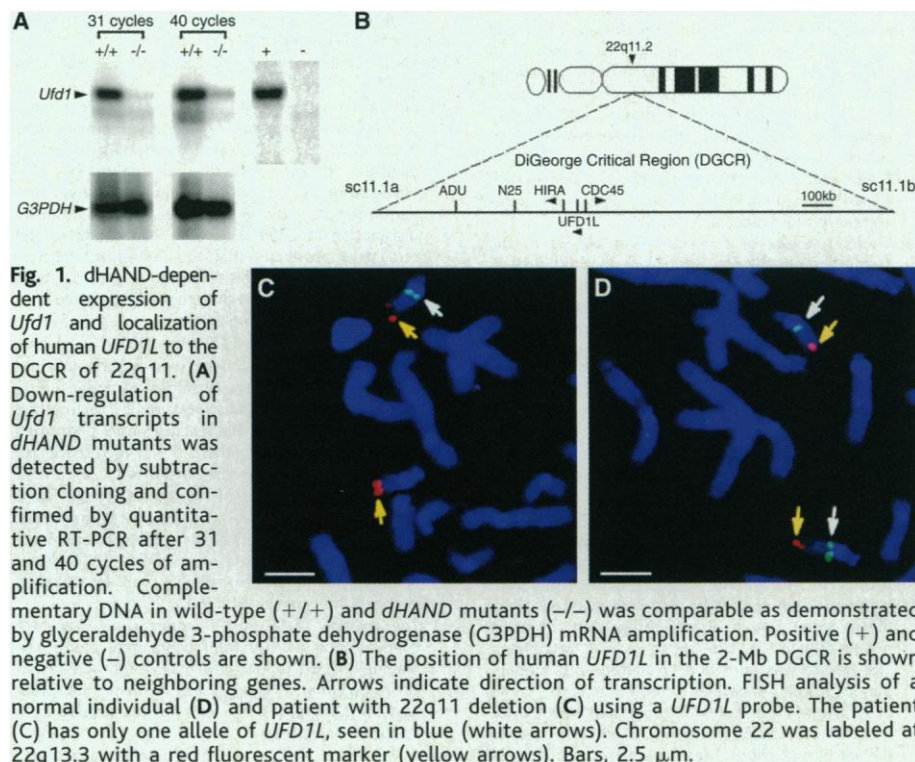 A
31 cycles 40 cycles
+/+ -/- +/+ -/- + -
Ufd1
G3PDH
B
22q11.2
DiGeorge Critical Region (DGCR)
sc11.1a sc11.1b
ADU N25 HIRA CDC45 100kb
UFD1L
C
D
Fig. 1. dHAND-depen-
dent expression of
Ufd1 and localization
of human UFD1L to the
DGCR of 22q11. (A)
Down-regulation of
Ufd1 transcripts in
dHAND mutants was
detected by subtrac-
tion cloning and con-
firmed by quantita-
tive RT-PCR after 31
and 40 cycles of am-
plification. Comple-
mentary DNA in wild-type (+/+) and dHAND mutants (–/–) was comparable as demonstrated
by glyceraldehyde 3-phosphate dehydrogenase (G3PDH) mRNA amplification. Positive (+) and
negative (–) controls are shown. (B) The position of human UFD1L in the 2-Mb DGCR is shown
relative to neighboring genes. Arrows indicate direction of transcription. FISH analysis of a
normal individual (D) and patient with 22q11 deletion (C) using a UFD1L probe. The patient
(C) has only one allele of UFD1L, seen in blue (white arrows). Chromosome 22 was labeled at
22q13.3 with a red fluorescent marker (yellow arrows). Bars, 2.5 μm.